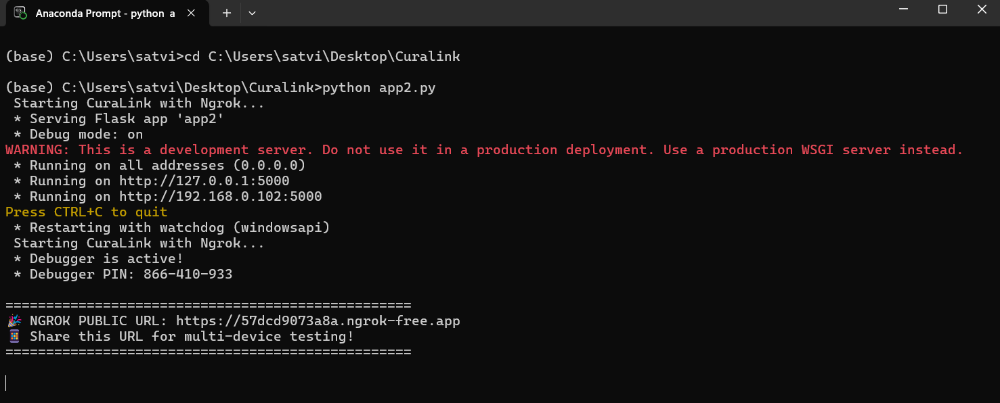 Anaconda Prompt - python a
(base) C:\Users\satvi>cd C:\Users\satvi\Desktop\Curalink
(base) C:\Users\satvi\Desktop\Curalink>python app2.py
Starting CuraLink with Ngrok...
* Serving Flask app 'app2'
* Debug mode: on
WARNING: This is a development server. Do not use it in a production deployment. Use a production WSGI server instead.
* Running on all addresses (0.0.0.0)
* Running on http://127.0.0.1:5000
* Running on http://192.168.0.102:5000
Press CTRL+C to quit
* Restarting with watchdog (windowsapi)
Starting CuraLink with Ngrok...
* Debugger is active!
* Debugger PIN: 866-410-933
==================================================
🎉 NGROK PUBLIC URL: https://57dcd9073a8a.ngrok-free.app
📱 Share this URL for multi-device testing!
==================================================